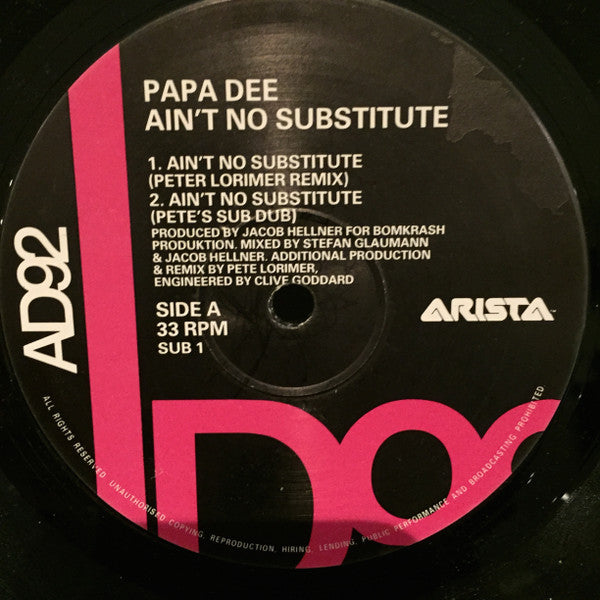 PAPA DEE
AIN'T NO SUBSTITUTE
1. AIN'T NO SUBSTITUTE
(PETER LORIMER REMIX)
2. AIN'T NO SUBSTITUTE
(PETE'S SUB DUB)
PRODUCED BY JACOB HELLNER FOR BOMKRASH
PRODUKTION. MIXED BY STEFAN GLAUMANN
& JACOB HELLNER. ADDITIONAL PRODUCTION
& REMIX BY PETE LORIMER,
ENGINEERED BY CLIVE GODDARD
SIDE A
33 RPM
SUB 1
AD92
ARISTA
D9
ALL RIGHTS RESERVED. UNAUTHORISED COPYING, REPRODUCTION, HIRING, LENDING, PUBLIC PERFORMANCE AND BROADCASTING PROHIBITED